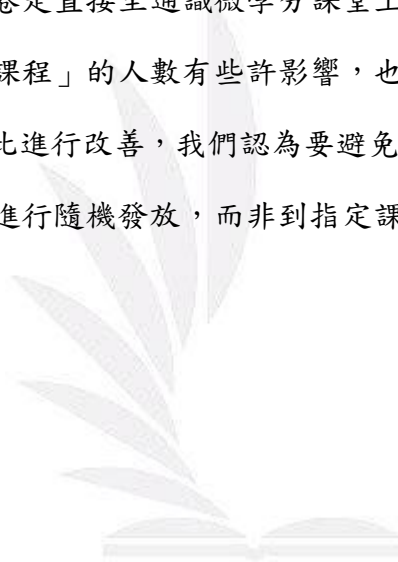 卷是直接至通識微學分課堂上
課程」的人數有些許影響，也
比進行改善，我們認為要避免
進行隨機發放，而非到指定課